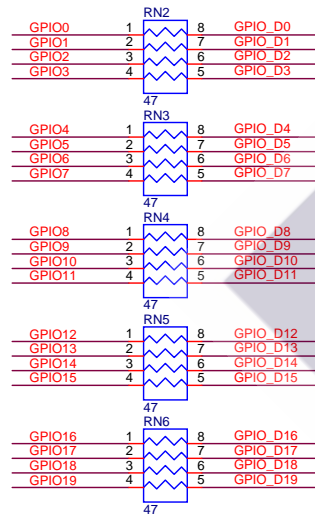 RN2
GPIO0 1 8 GPIO_D0
GPIO1 2 7 GPIO_D1
GPIO2 3 6 GPIO_D2
GPIO3 4 5 GPIO_D3
47
RN3
GPIO4 1 8 GPIO_D4
GPIO5 2 7 GPIO_D5
GPIO6 3 6 GPIO_D6
GPIO7 4 5 GPIO_D7
47
RN4
GPIO8 1 8 GPIO_D8
GPIO9 2 7 GPIO_D9
GPIO10 3 6 GPIO_D10
GPIO11 4 5 GPIO_D11
47
RN5
GPIO12 1 8 GPIO_D12
GPIO13 2 7 GPIO_D13
GPIO14 3 6 GPIO_D14
GPIO15 4 5 GPIO_D15
47
RN6
GPIO16 1 8 GPIO_D16
GPIO17 2 7 GPIO_D17
GPIO18 3 6 GPIO_D18
GPIO19 4 5 GPIO_D19
47